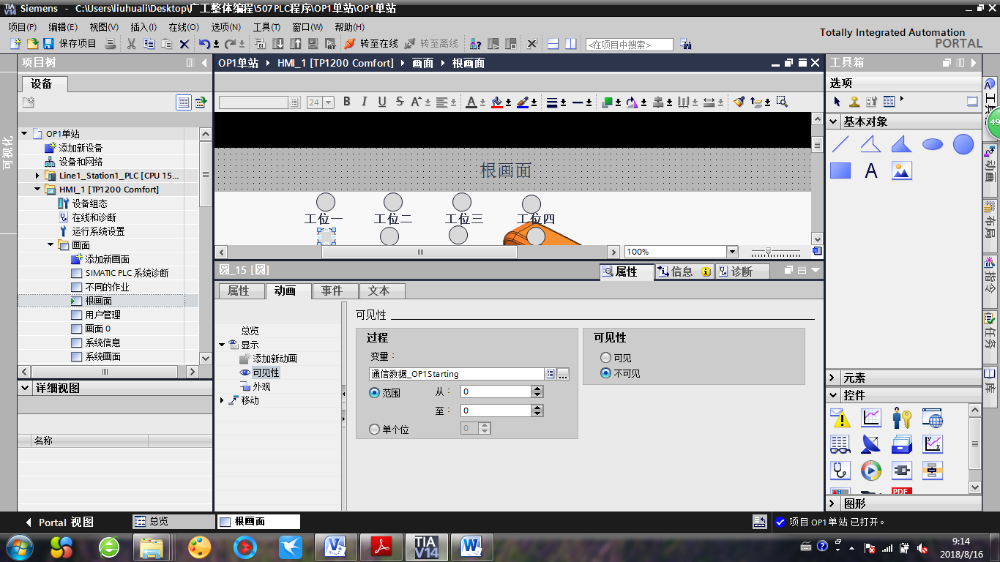 TIA V14 Siemens - C:\Users\liuhuali\Desktop\广工整体编程\507PLC程序\OP1单站\OP1单站
项目(P) 编辑(E) 视图(V) 插入(I) 在线(O) 选项(N) 工具(T) 窗口(W) 帮助(H)
Totally Integrated Automation
PORTAL
保存项目 转至在线 转至离线 <在项目中搜索>
项目树
设备
可视化
OP1单站
添加新设备
设备和网络
Line1_Station1_PLC [CPU 15...
HMI_1 [TP1200 Comfort]
设备组态
在线和诊断
运行系统设置
画面
添加新画面
SIMATIC PLC 系统诊断
不同的作业
根画面
用户管理
画面 0
系统信息
系统画面
详细视图
名称
OP1单站 HMI_1 [TP1200 Comfort] 画面 根画面
24 B I U S A A
根画面
工位一 工位二 工位三 工位四
100%
圆_15 [圆]
属性 信息 诊断
属性 动画 事件 文本
总览
显示
添加新动画
可见性
外观
移动
可见性
过程
变量：
通信数据_OP1Starting
范围 从： 0
至： 0
单个位 0
可见性
可见
不可见
工具箱
选项
基本对象
A
元素
控件
PDF
图形
49
动画
布局
指令
任务
库
Portal 视图 总览 根画面
项目 OP1单站 已打开。
TIA V14
9:14
2018/8/16